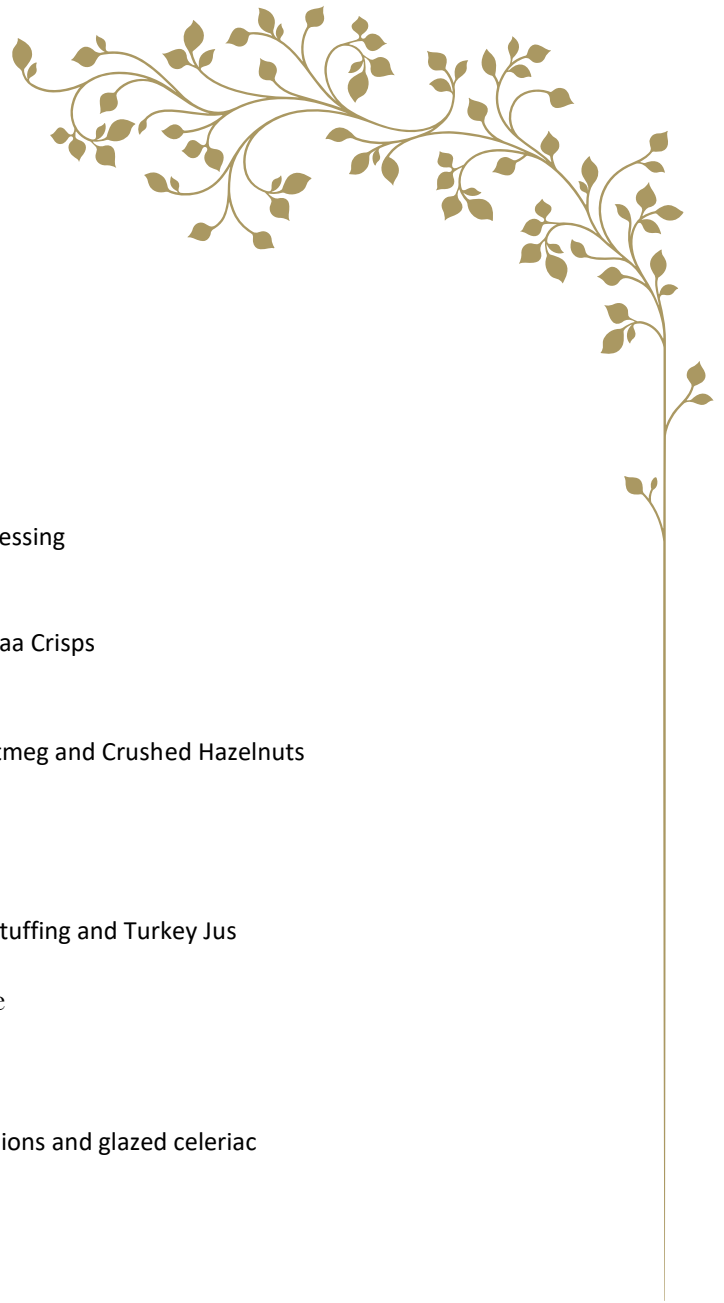 essing
aa Crisps
tmeg and Crushed Hazelnuts
tuffing and Turkey Jus
e
ions and glazed celeriac